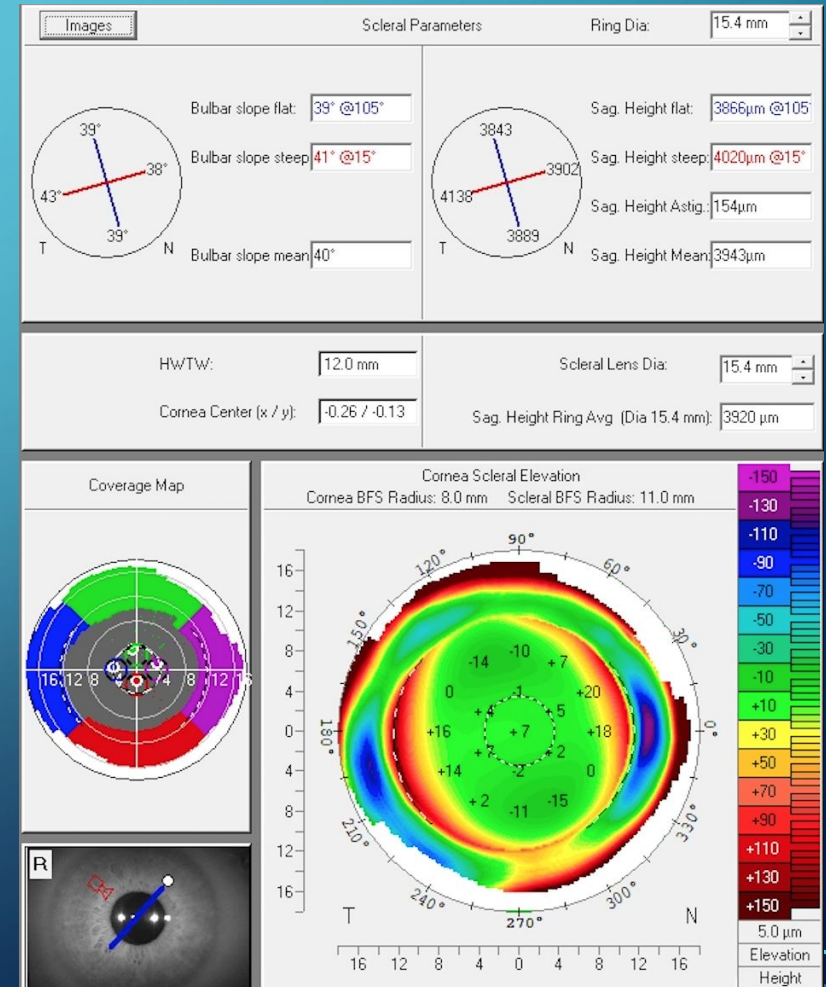 Images
Scleral Parameters
Ring Dia:
15.4 mm
39°
38°
43°
39°
T
N
Bulbar slope flat:
39° @105°
Bulbar slope steep
41° @15°
Bulbar slope mean
40°
3843
3902
4138
3889
T
N
Sag. Height flat:
3866µm @105°
Sag. Height steep:
4020µm @15°
Sag. Height Astig.:
154µm
Sag. Height Mean:
3943µm
HWTW:
12.0 mm
Cornea Center (x / y):
-0.26 / -0.13
Scleral Lens Dia:
15.4 mm
Sag. Height Ring Avg (Dia 15.4 mm):
3920 µm
Coverage Map
16 12 8 4 8 12 16
R
Cornea Scleral Elevation
Cornea BFS Radius: 8.0 mm Scleral BFS Radius: 11.0 mm
90°
120° 60°
150° 30°
180° 0°
210° 330°
240° 300°
270°
16
12
8
4
0
4
8
12
16
-14 -10 +7
0 -1 +20
+4 +5
+16 +7 +18
+7 +2
+14 -2 0
+2 -11 -15
T
N
16 12 8 4 0 4 8 12 16
-150
-130
-110
-90
-70
-50
-30
-10
+10
+30
+50
+70
+90
+110
+130
+150
5.0 µm
Elevation
Height